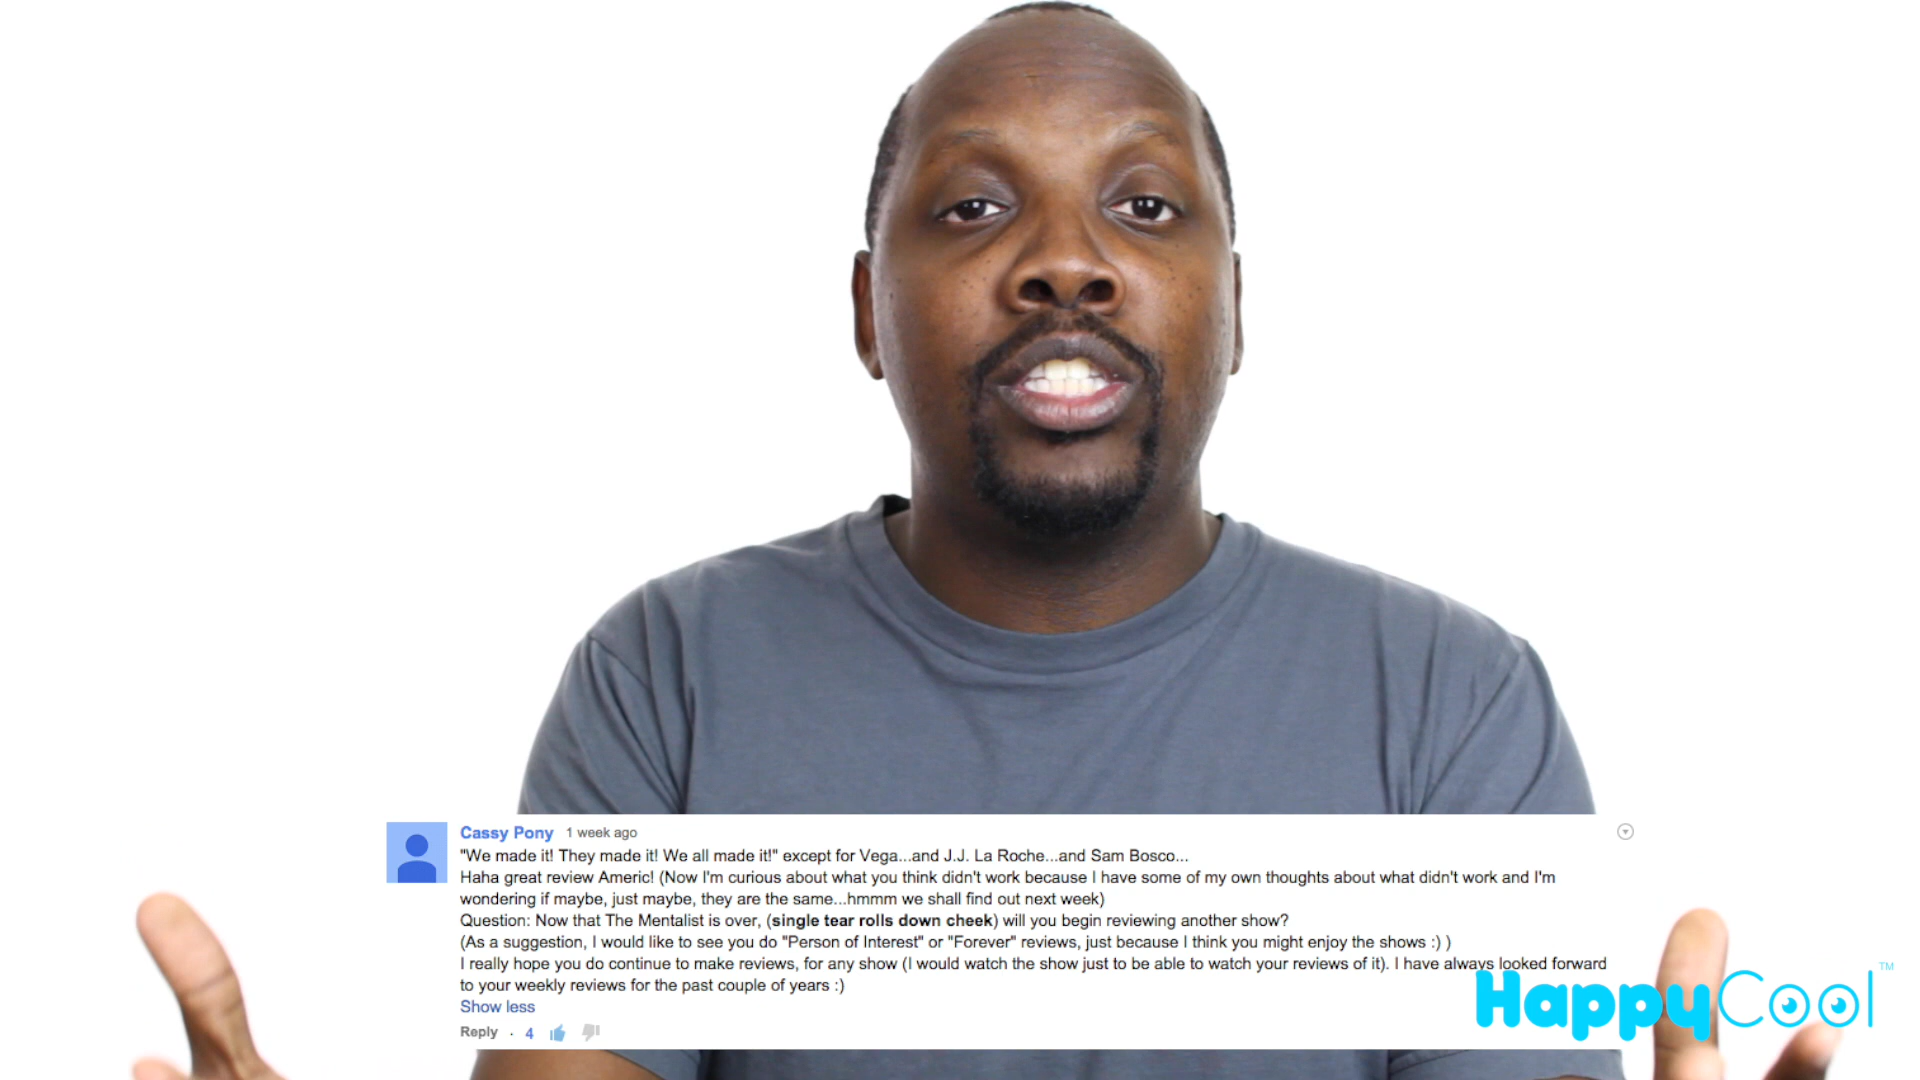 Cassy Pony 1 week ago
"We made it! They made it! We all made it!" except for Vega...and J.J. La Roche...and Sam Bosco...
Haha great review Americ! (Now I'm curious about what you think didn't work because I have some of my own thoughts about what didn't work and I'm
wondering if maybe, just maybe, they are the same...hmmm we shall find out next week)
Question: Now that The Mentalist is over, (single tear rolls down cheek) will you begin reviewing another show?
(As a suggestion, I would like to see you do "Person of Interest" or "Forever" reviews, just because I think you might enjoy the shows :) )
I really hope you do continue to make reviews, for any show (I would watch the show just to be able to watch your reviews of it). I have always looked forward
to your weekly reviews for the past couple of years :)
Show less
Reply · 4
HappyCool™